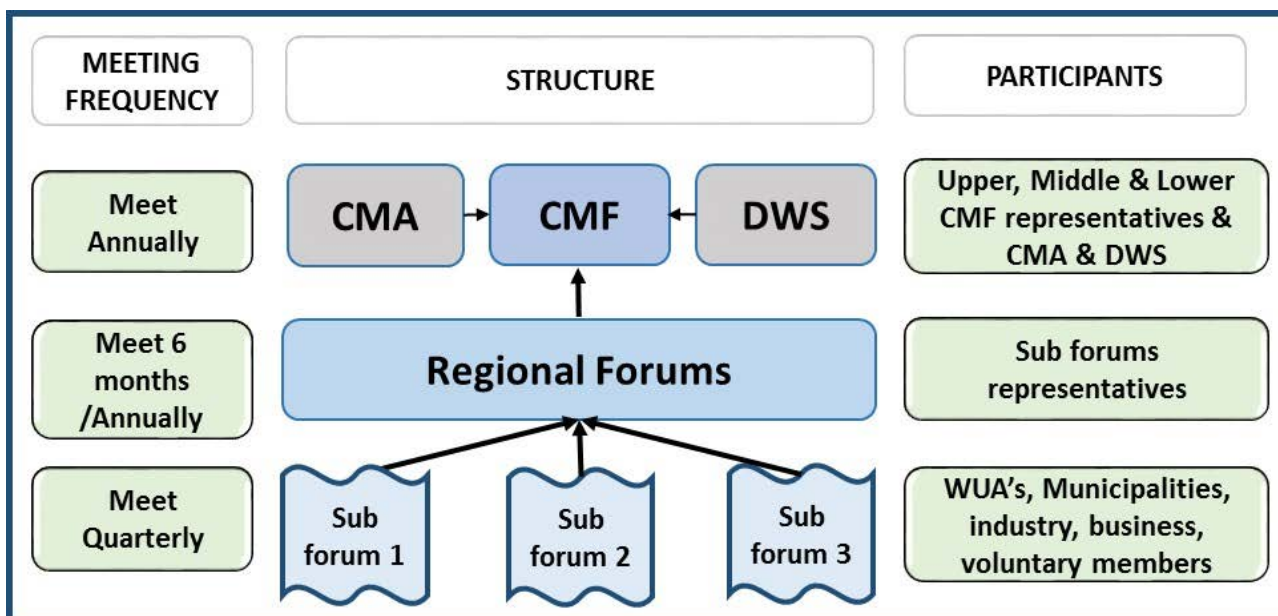 MEETING
FREQUENCY
STRUCTURE
PARTICIPANTS
Meet
Annually
CMA
CMF
DWS
Upper, Middle & Lower
CMF representatives &
CMA & DWS
Meet 6
months
/Annually
Regional Forums
Sub forums
representatives
Meet
Quarterly
Sub
forum 1
Sub
forum 2
Sub
forum 3
WUA's, Municipalities,
industry, business,
voluntary members